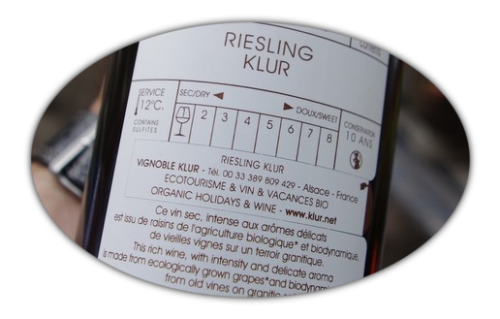 RIESLING
KLUR
SERVICE
12°C.
CONTAINS
SULFITES
SEC/DRY ◄ ► DOUX/SWEET
2 3 4 5 6 7 8
CONSERVATION
10 ANS
RIESLING KLUR
VIGNOBLE KLUR - Tél. 00 33 389 809 429 - Alsace - France
ECOTOURISME & VIN & VACANCES BIO
ORGANIC HOLIDAYS & WINE - www.klur.net
Ce vin sec, intense aux arômes délicats
est issu de raisins de l'agriculture biologique* et biodynamique,
de vieilles vignes sur un terroir granitique.
This rich wine, with intensity and delicate aroma
is made from ecologically grown grapes* and biodynami
from old vines on granitic